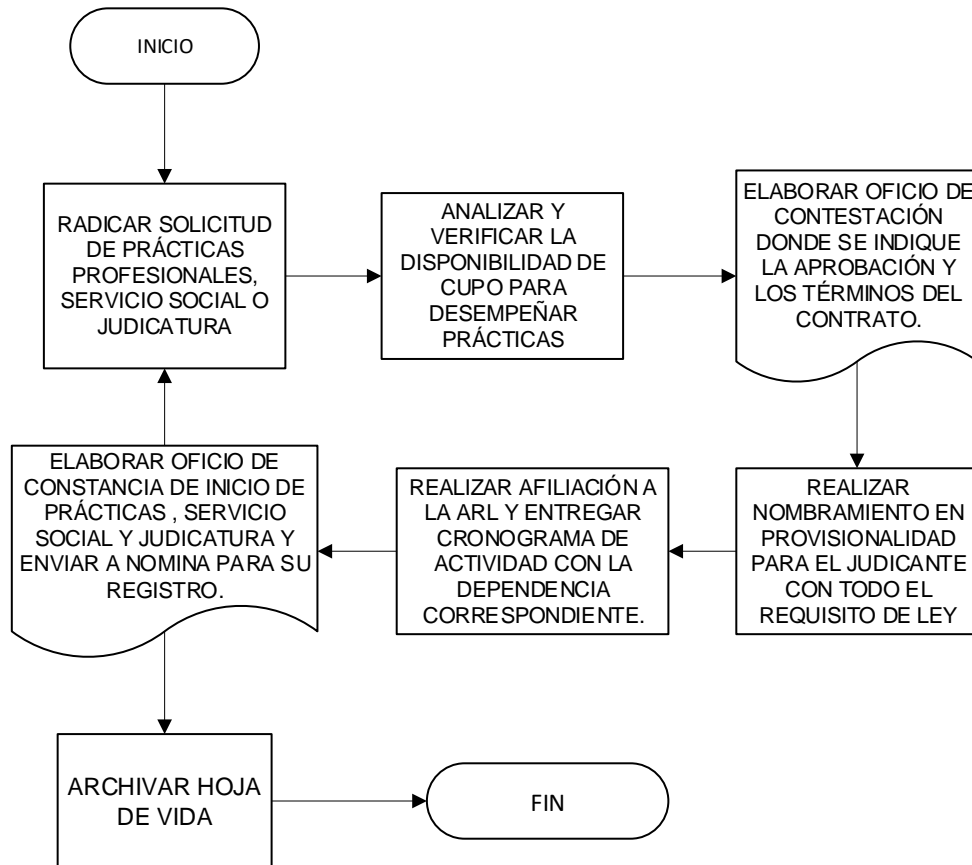 INICIO
RADICAR SOLICITUD
DE PRÁCTICAS
PROFESIONALES,
SERVICIO SOCIAL O
JUDICATURA
ANALIZAR Y
VERIFICAR LA
DISPONIBILIDAD DE
CUPO PARA
DESEMPEÑAR
PRÁCTICAS
ELABORAR OFICIO DE
CONTESTACIÓN
DONDE SE INDIQUE
LA APROBACIÓN Y
LOS TÉRMINOS DEL
CONTRATO.
REALIZAR
NOMBRAMIENTO EN
PROVISIONALIDAD
PARA EL JUDICANTE
CON TODO EL
REQUISITO DE LEY
REALIZAR AFILIACIÓN A
LA ARL Y ENTREGAR
CRONOGRAMA DE
ACTIVIDAD CON LA
DEPENDENCIA
CORRESPONDIENTE.
ELABORAR OFICIO DE
CONSTANCIA DE INICIO DE
PRÁCTICAS , SERVICIO
SOCIAL Y JUDICATURA Y
ENVIAR A NOMINA PARA SU
REGISTRO.
ARCHIVAR HOJA
DE VIDA
FIN